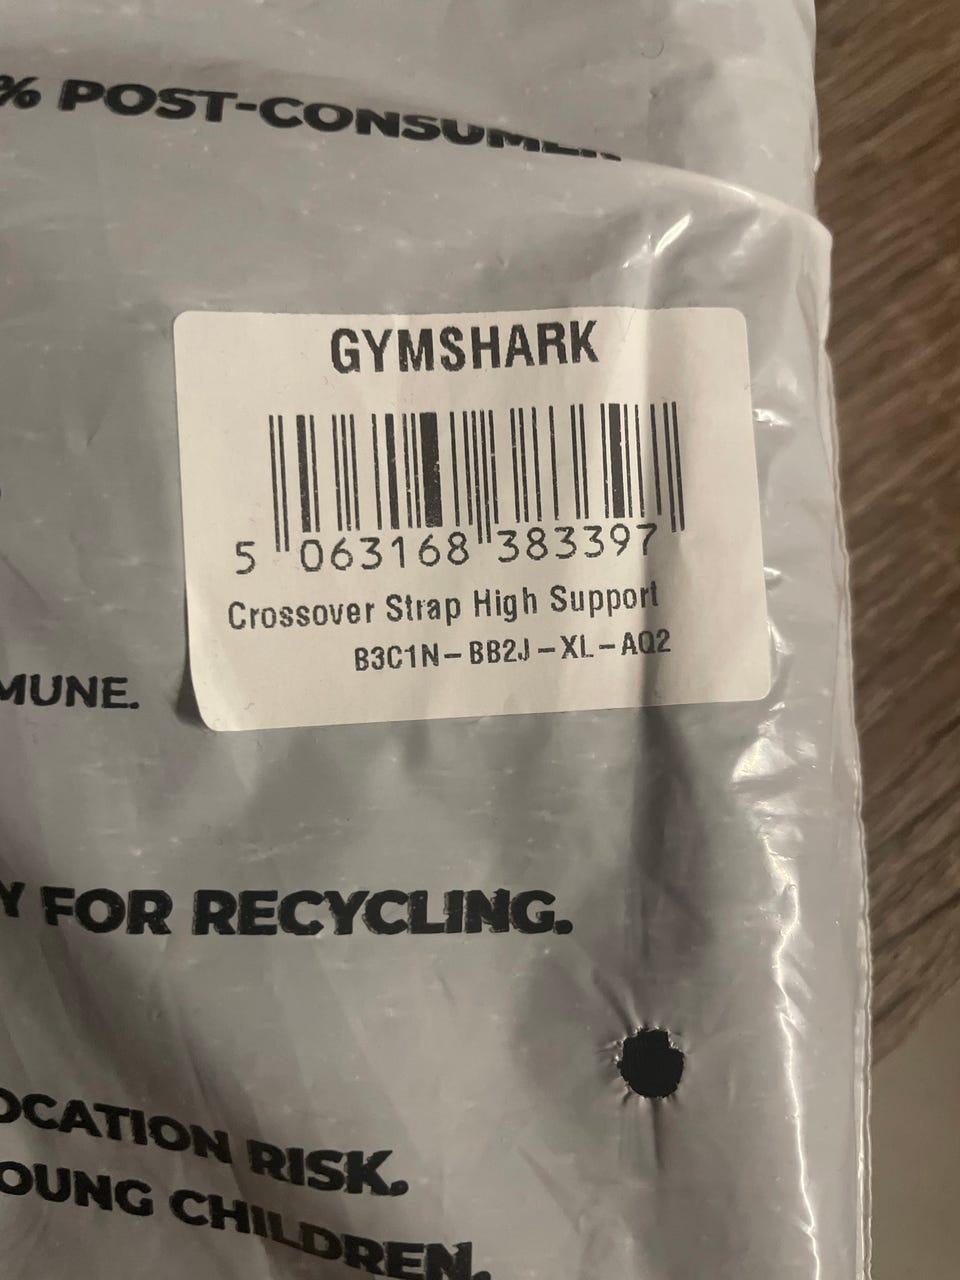 % POST-CONSUMER
GYMSHARK
5 063168 383397
Crossover Strap High Support
B3C1N-BB2J-XL-AQ2
MUNE.
Y FOR RECYCLING.
OCATION RISK.
OUNG CHILDREN.